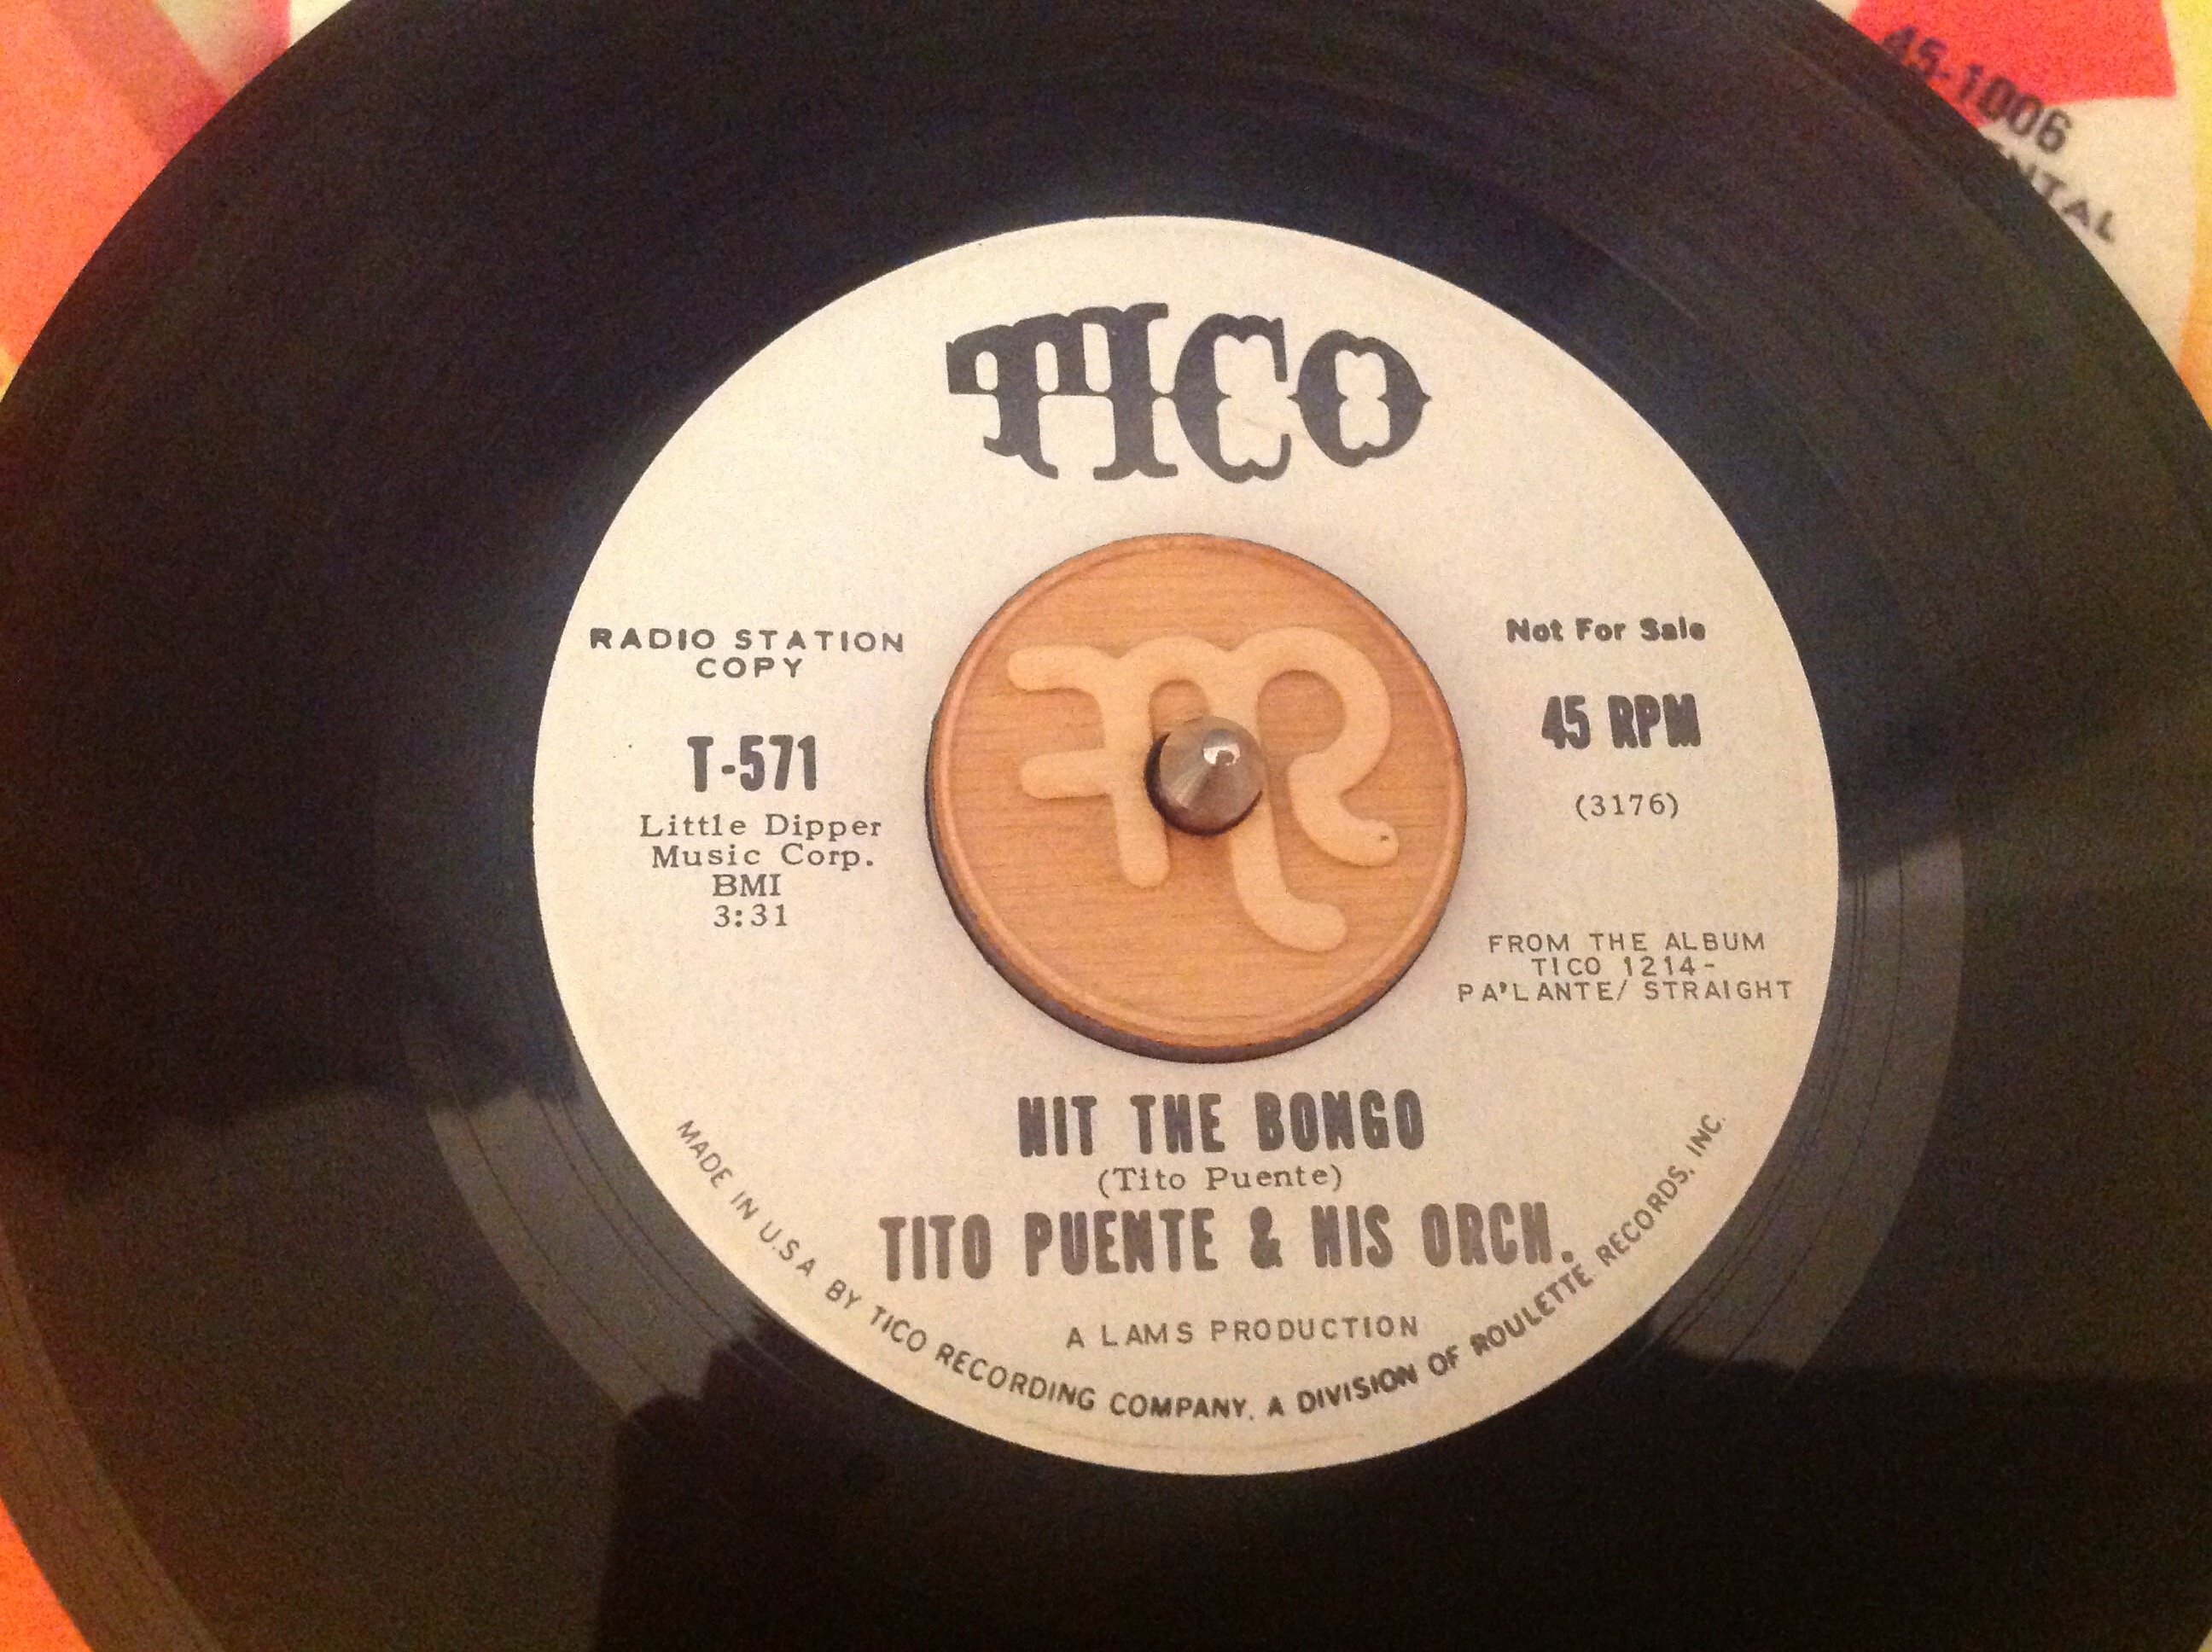 45-1006
TICO
RADIO STATION
COPY
T-571
Little Dipper
Music Corp.
BMI
3:31
Not For Sale
45 RPM
(3176)
FROM THE ALBUM
TICO 1214-
PA'LANTE/ STRAIGHT
HIT THE BONGO
(Tito Puente)
TITO PUENTE & HIS ORCH.
A LAMS PRODUCTION
MADE IN U.S.A BY TICO RECORDING COMPANY, A DIVISION OF ROULETTE RECORDS, INC.